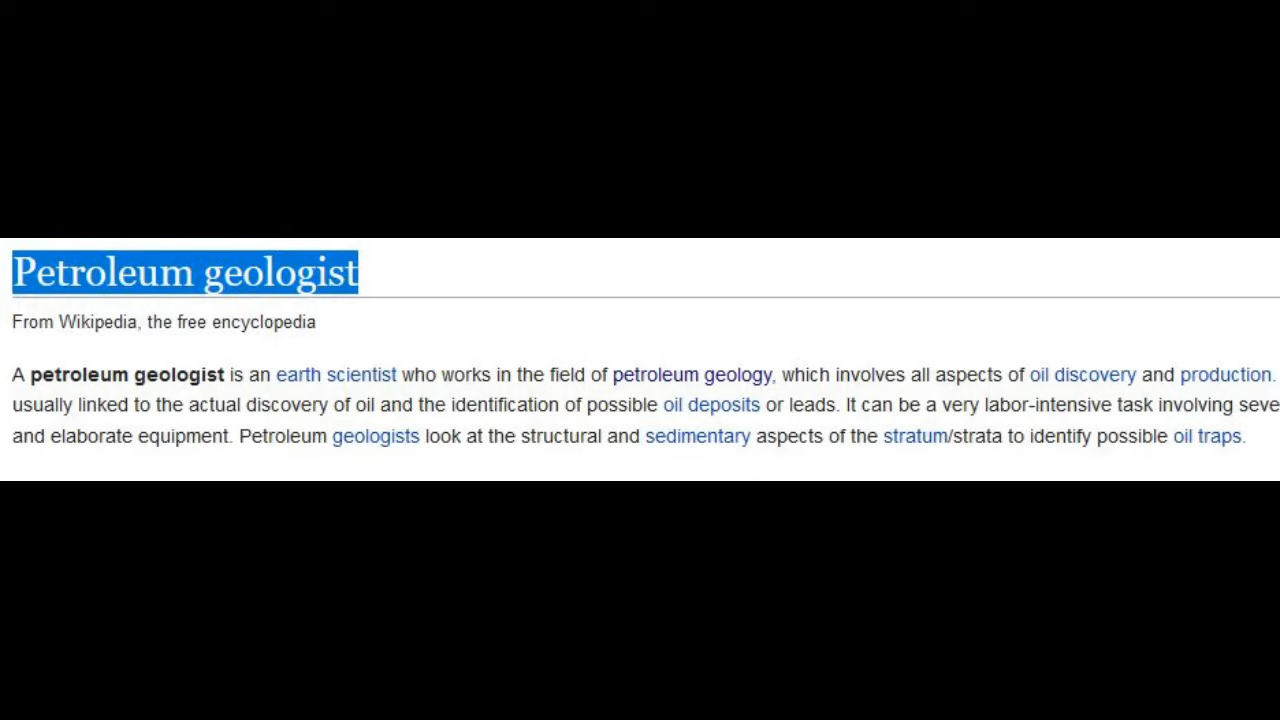 Petroleum geologist
From Wikipedia, the free encyclopedia
A petroleum geologist is an earth scientist who works in the field of petroleum geology, which involves all aspects of oil discovery and production.
usually linked to the actual discovery of oil and the identification of possible oil deposits or leads. It can be a very labor-intensive task involving seve
and elaborate equipment. Petroleum geologists look at the structural and sedimentary aspects of the stratum/strata to identify possible oil traps.